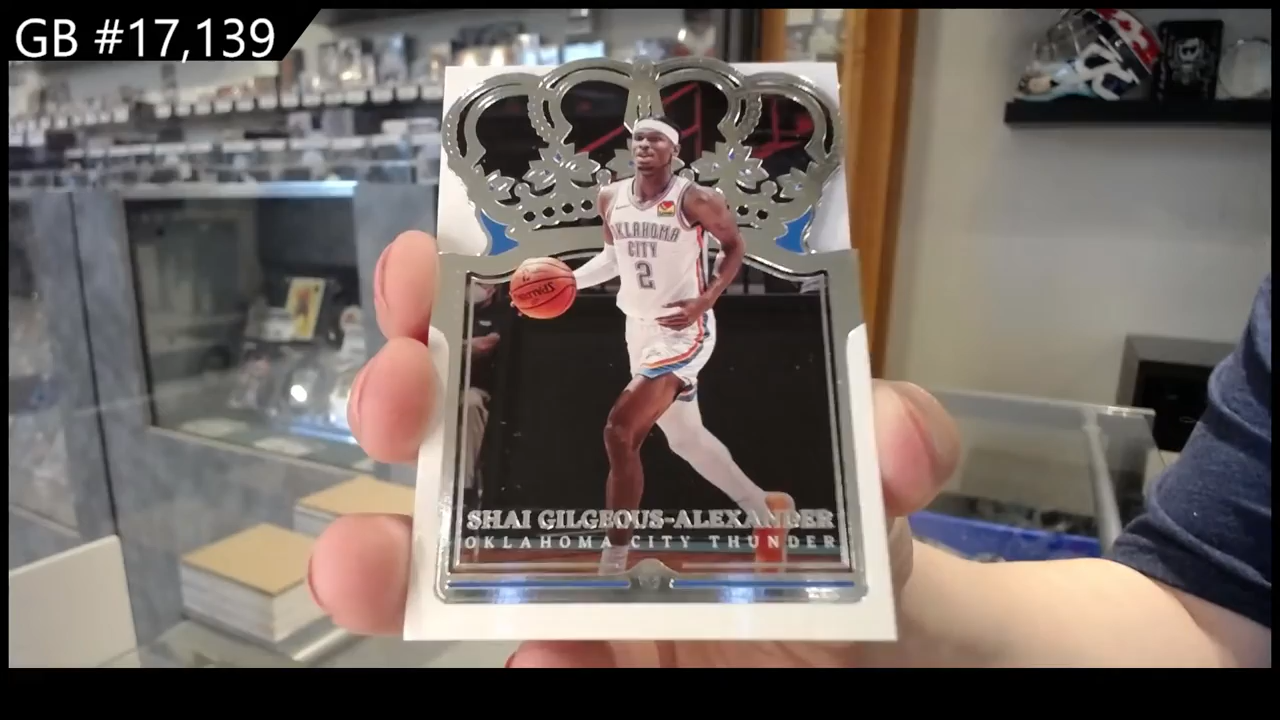 GB #17,139
OKLAHOMA
CITY
2
SPALDING
SHAI GILGEOUS-ALEXANDER
OKLAHOMA CITY THUNDER